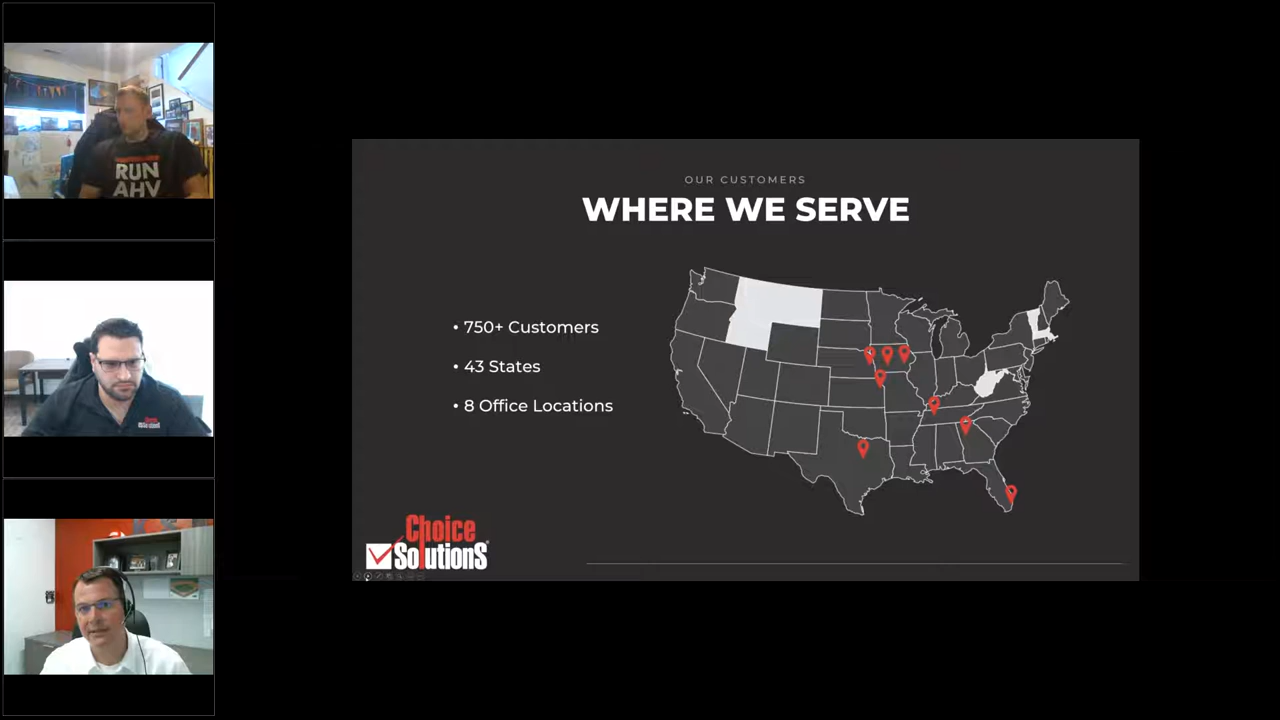 RUN
AHV
OUR CUSTOMERS
WHERE WE SERVE
• 750+ Customers
• 43 States
• 8 Office Locations
Choice
SolutionS